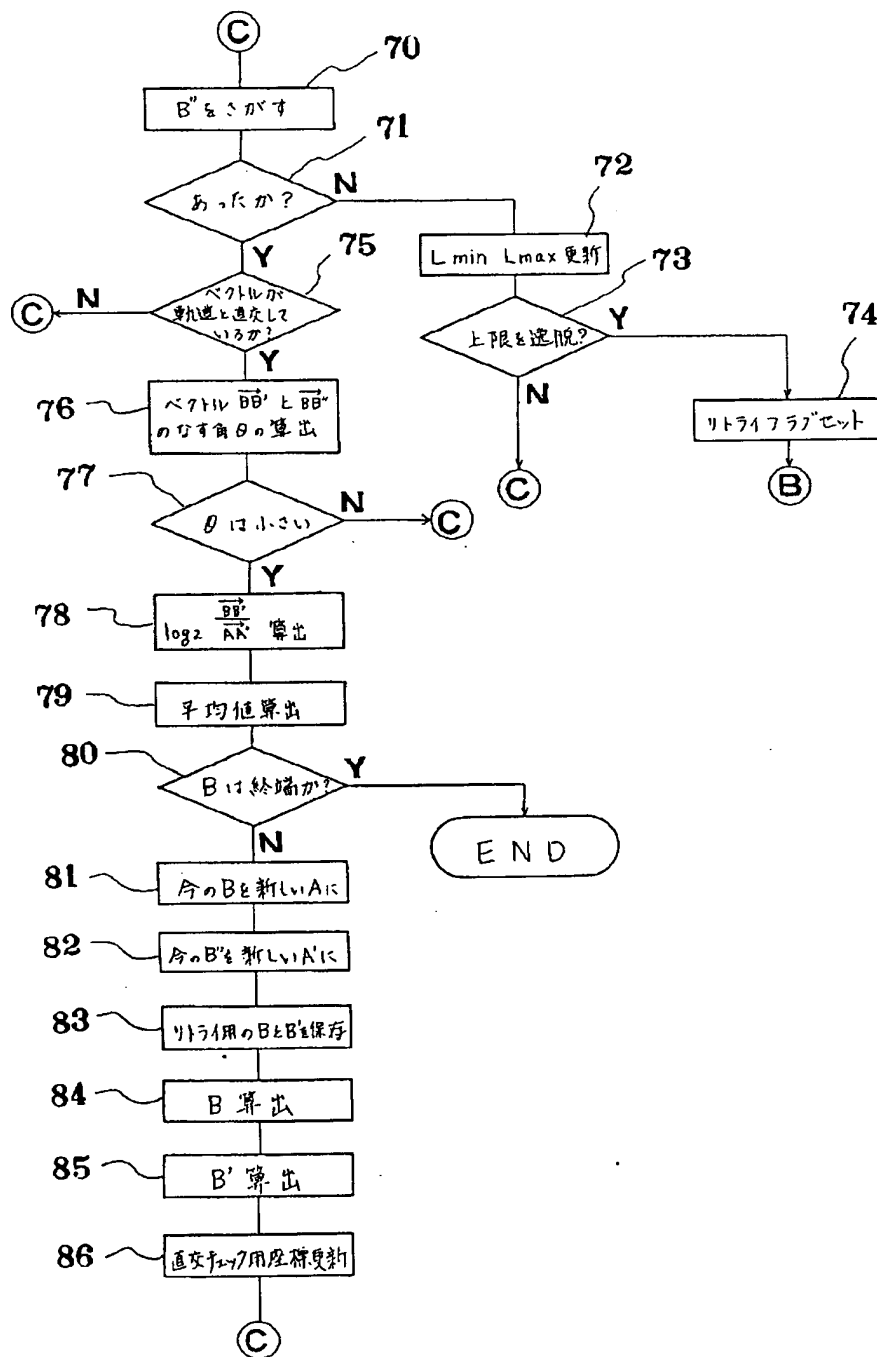 C
70
B"をさがす
71
あったか?
N
72
Y
75
Lmin Lmax更新
73
N
ベクトルが
軌道と直交して
いるか?
C
上限を逸脱?
Y
74
Y
N
76
ベクトル BB' と BB"
のなす角θの算出
リトライフラグセット
C
B
77
θは小さい
N
C
Y
78
log2 BB'/AA' 算出
79
平均値算出
80
Bは終端か?
Y
N
END
81
今のBを新しいAに
82
今のB"を新しいA'に
83
リトライ用のBとB'を保存
84
B 算出
85
B' 算出
86
直交チェック用座標更新
C